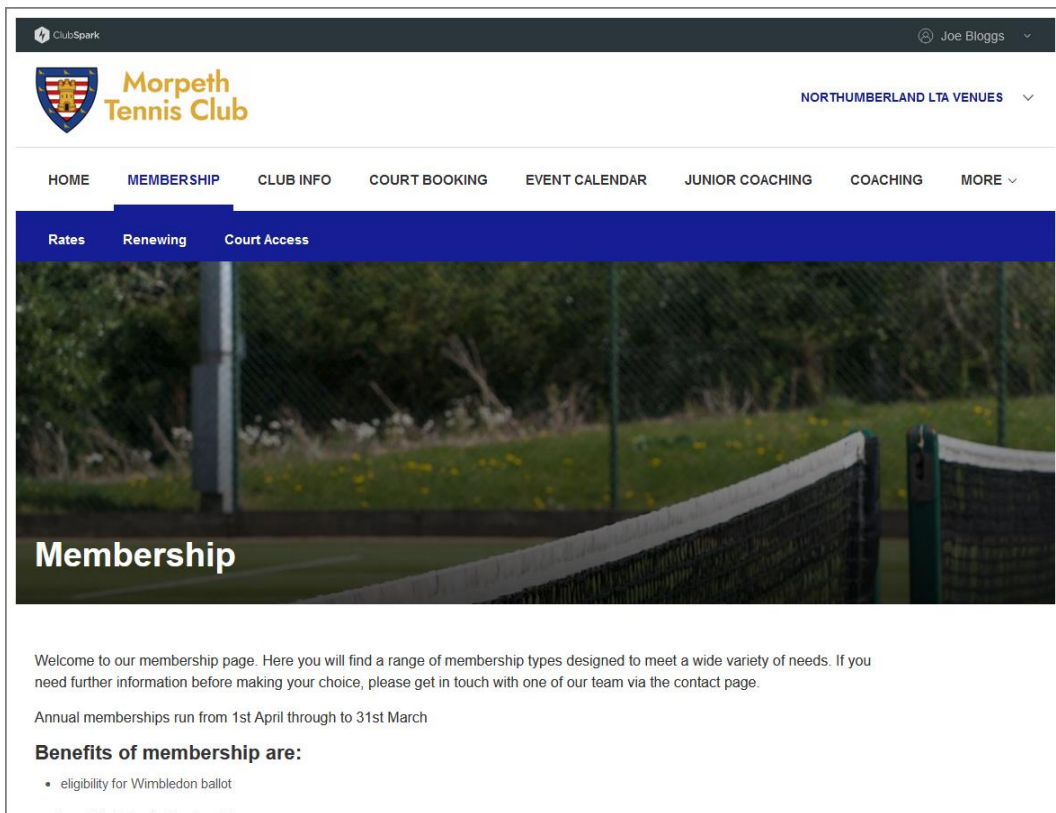 ClubSpark
Joe Bloggs
Morpeth
Tennis Club
NORTHUMBERLAND LTA VENUES
HOME MEMBERSHIP CLUB INFO COURT BOOKING EVENT CALENDAR JUNIOR COACHING COACHING MORE
Rates Renewing Court Access
Membership
Welcome to our membership page. Here you will find a range of membership types designed to meet a wide variety of needs. If you
need further information before making your choice, please get in touch with one of our team via the contact page.
Annual memberships run from 1st April through to 31st March
Benefits of membership are:
• eligibility for Wimbledon ballot